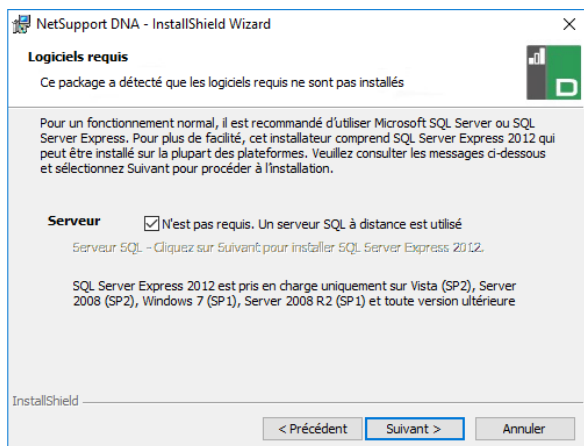 NetSupport DNA - InstallShield Wizard
Logiciels requis
Ce package a détecté que les logiciels requis ne sont pas installés
D
Pour un fonctionnement normal, il est recommandé d'utiliser Microsoft SQL Server ou SQL
Server Express. Pour plus de facilité, cet installateur comprend SQL Server Express 2012 qui
peut être installé sur la plupart des plateformes. Veuillez consulter les messages ci-dessous
et sélectionnez Suivant pour procéder à l'installation.
Serveur N'est pas requis. Un serveur SQL à distance est utilisé
Serveur SQL - Cliquez sur Suivant pour installer SQL Server Express 2012.
SQL Server Express 2012 est pris en charge uniquement sur Vista (SP2), Server
2008 (SP2), Windows 7 (SP1), Server 2008 R2 (SP1) et toute version ultérieure
InstallShield
< Précédent Suivant > Annuler